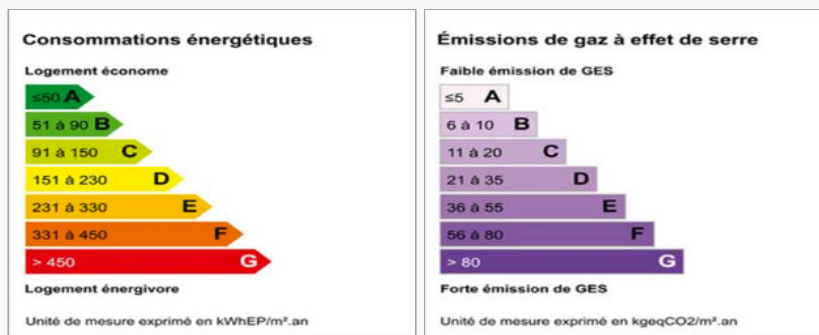 Consommations énergétiques
Logement économe
≤50 A
51 à 90 B
91 à 150 C
151 à 230 D
231 à 330 E
331 à 450 F
> 450 G
Logement énergivore
Unité de mesure exprimé en kWhEP/m².an
Émissions de gaz à effet de serre
Faible émission de GES
≤5 A
6 à 10 B
11 à 20 C
21 à 35 D
36 à 55 E
56 à 80 F
> 80 G
Forte émission de GES
Unité de mesure exprimé en kgeqCO2/m².an